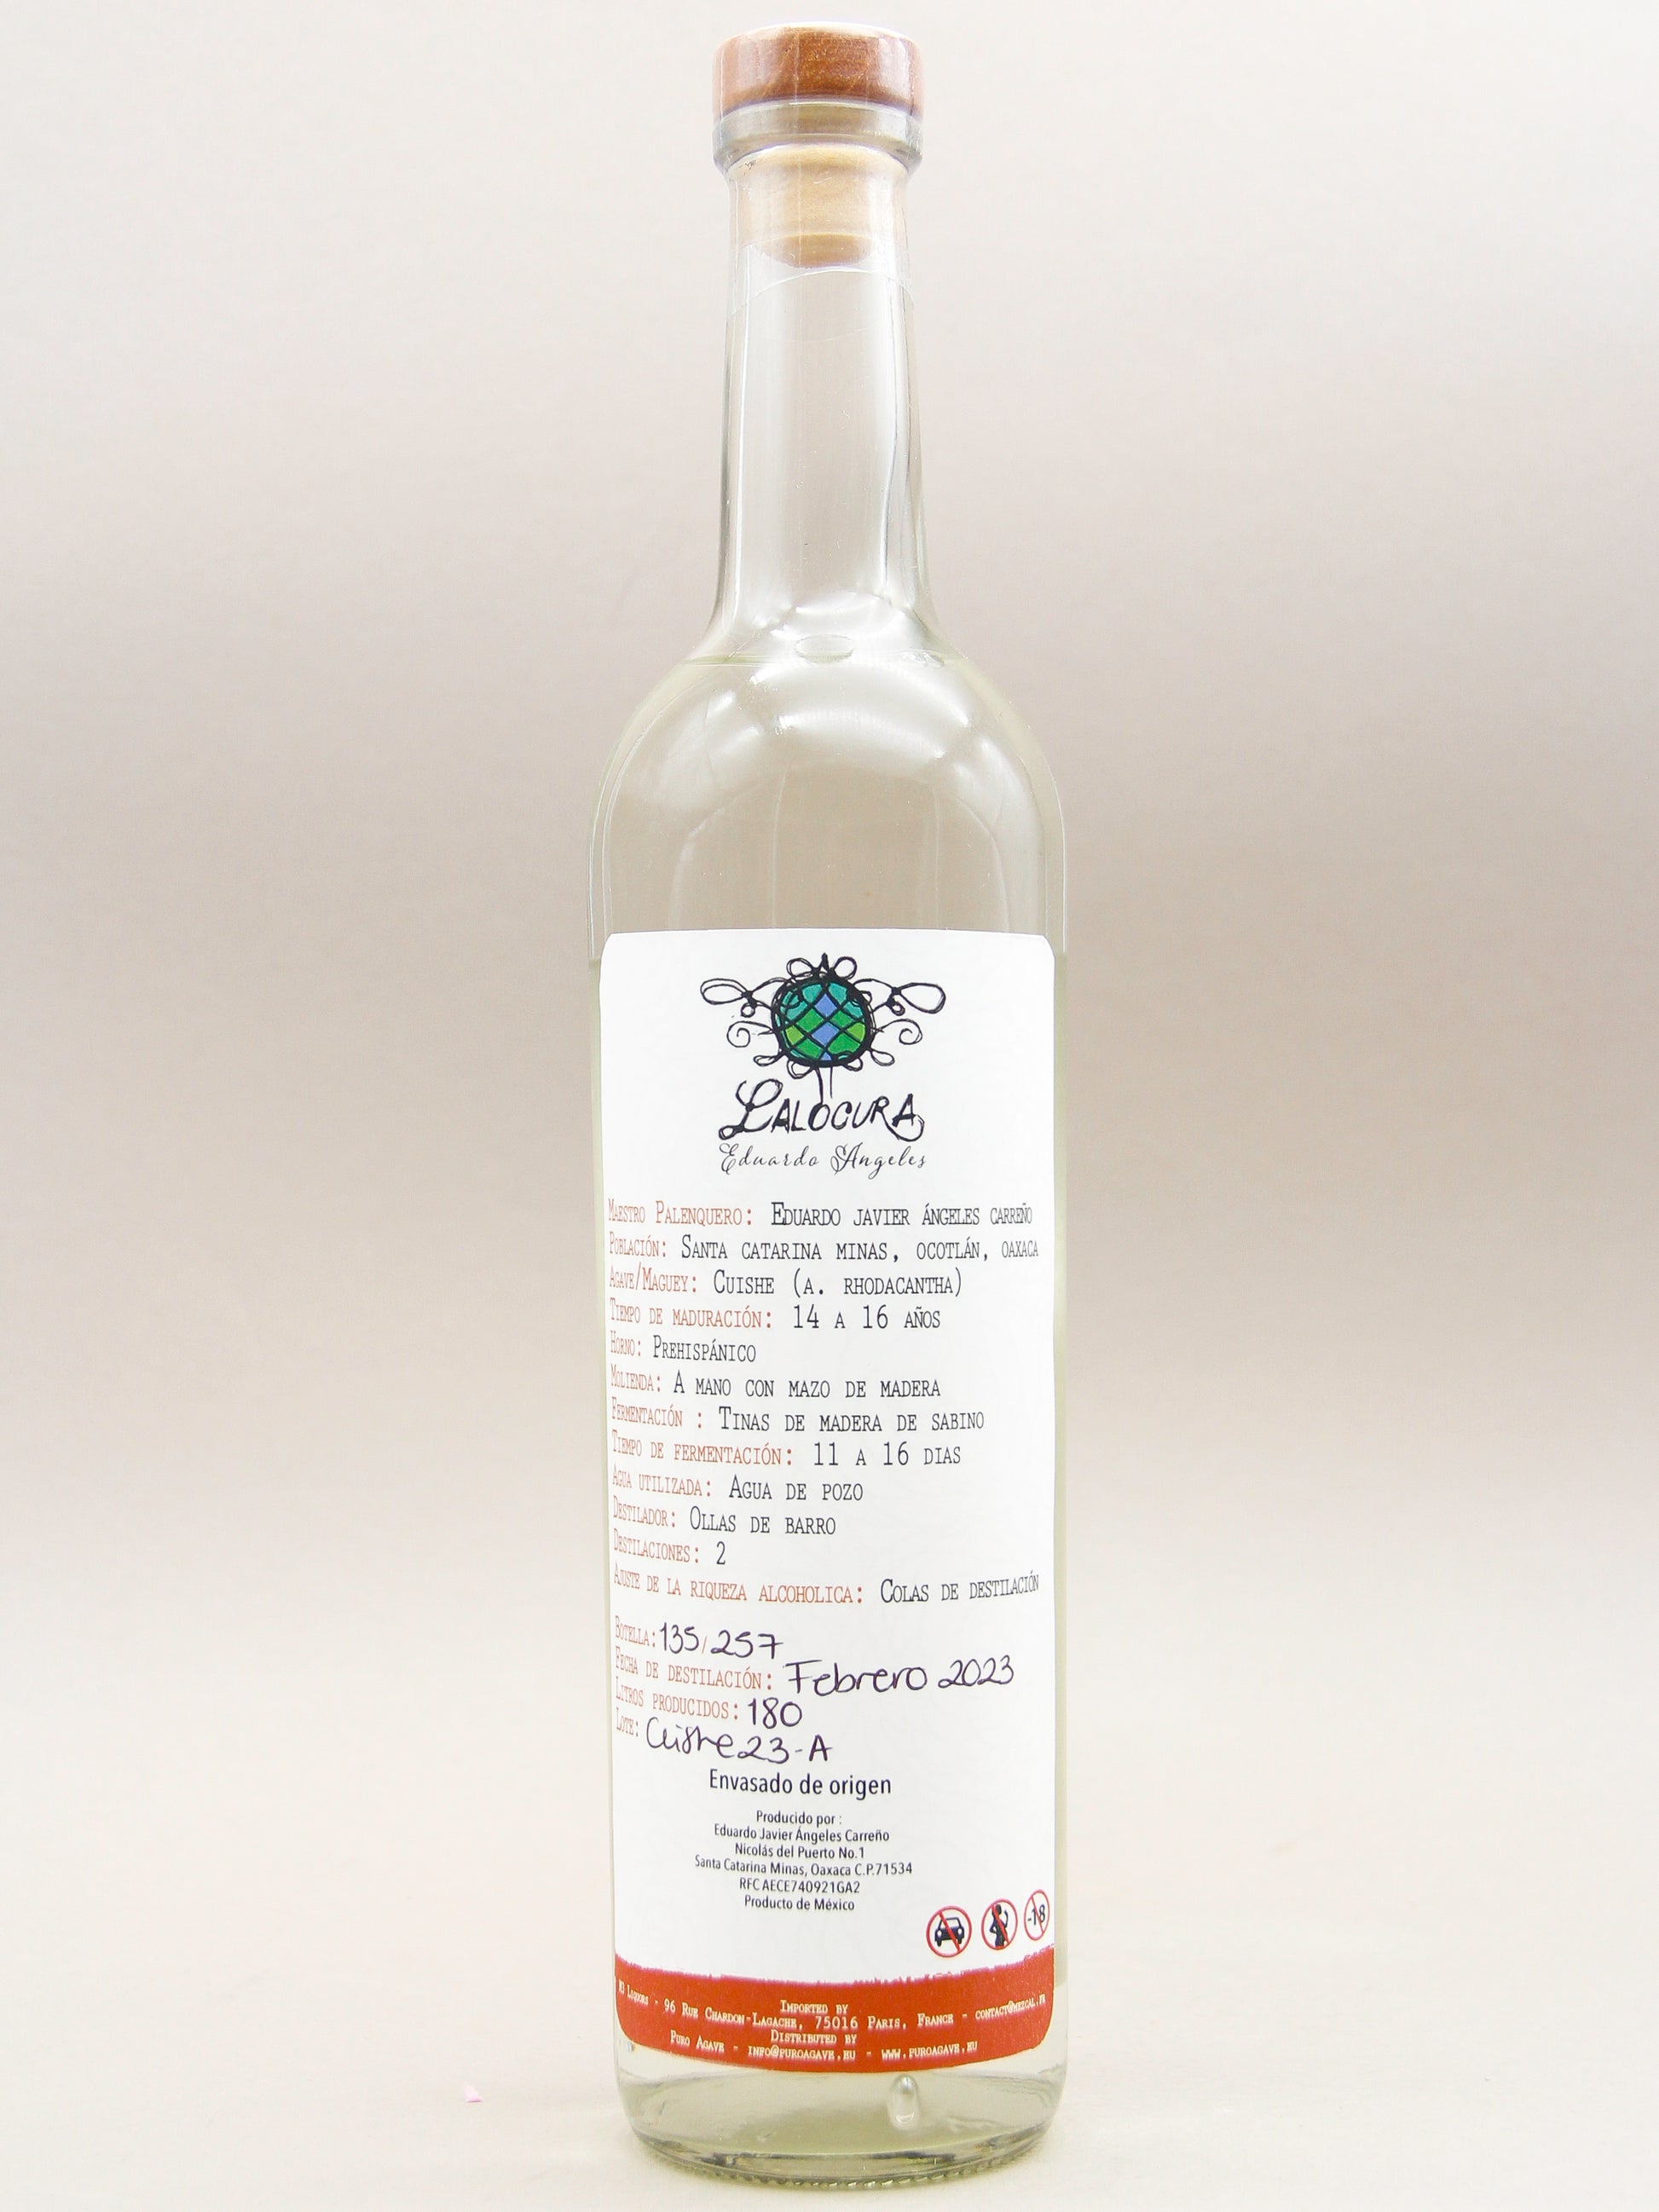 LALOCURA
Eduardo Ángeles
MAESTRO PALENQUERO: EDUARDO JAVIER ÁNGELES CARREÑO
POBLACIÓN: SANTA CATARINA MINAS, OCOTLÁN, OAXACA
AGAVE/MAGUEY: CUISHE (A. RHODACANTHA)
TIEMPO DE MADURACIÓN: 14 A 16 AÑOS
HORNO: PREHISPÁNICO
MOLIENDA: A MANO CON MAZO DE MADERA
FERMENTACIÓN : TINAS DE MADERA DE SABINO
TIEMPO DE FERMENTACIÓN: 11 A 16 DIAS
AGUA UTILIZADA: AGUA DE POZO
DESTILADOR: OLLAS DE BARRO
DESTILACIONES: 2
AJUSTE DE LA RIQUEZA ALCOHOLICA: COLAS DE DESTILACIÓN
BOTELLA: 135/257
FECHA DE DESTILACIÓN: Febrero 2023
LITROS PRODUCIDOS: 180
LOTE: Cuishe23-A
Envasado de origen
Producido por :
Eduardo Javier Ángeles Carreño
Nicolás del Puerto No.1
Santa Catarina Minas, Oaxaca C.P.71534
RFC AECE740921GA2
Producto de México
-18
IMPORTED BY
LIQUORS - 96 RUE CHARDON-LAGACHE, 75016 PARIS, FRANCE - CONTACT@MEZCAL.FR
DISTRIBUTED BY
PURO AGAVE - INFO@PUROAGAVE.EU - WWW.PUROAGAVE.EU